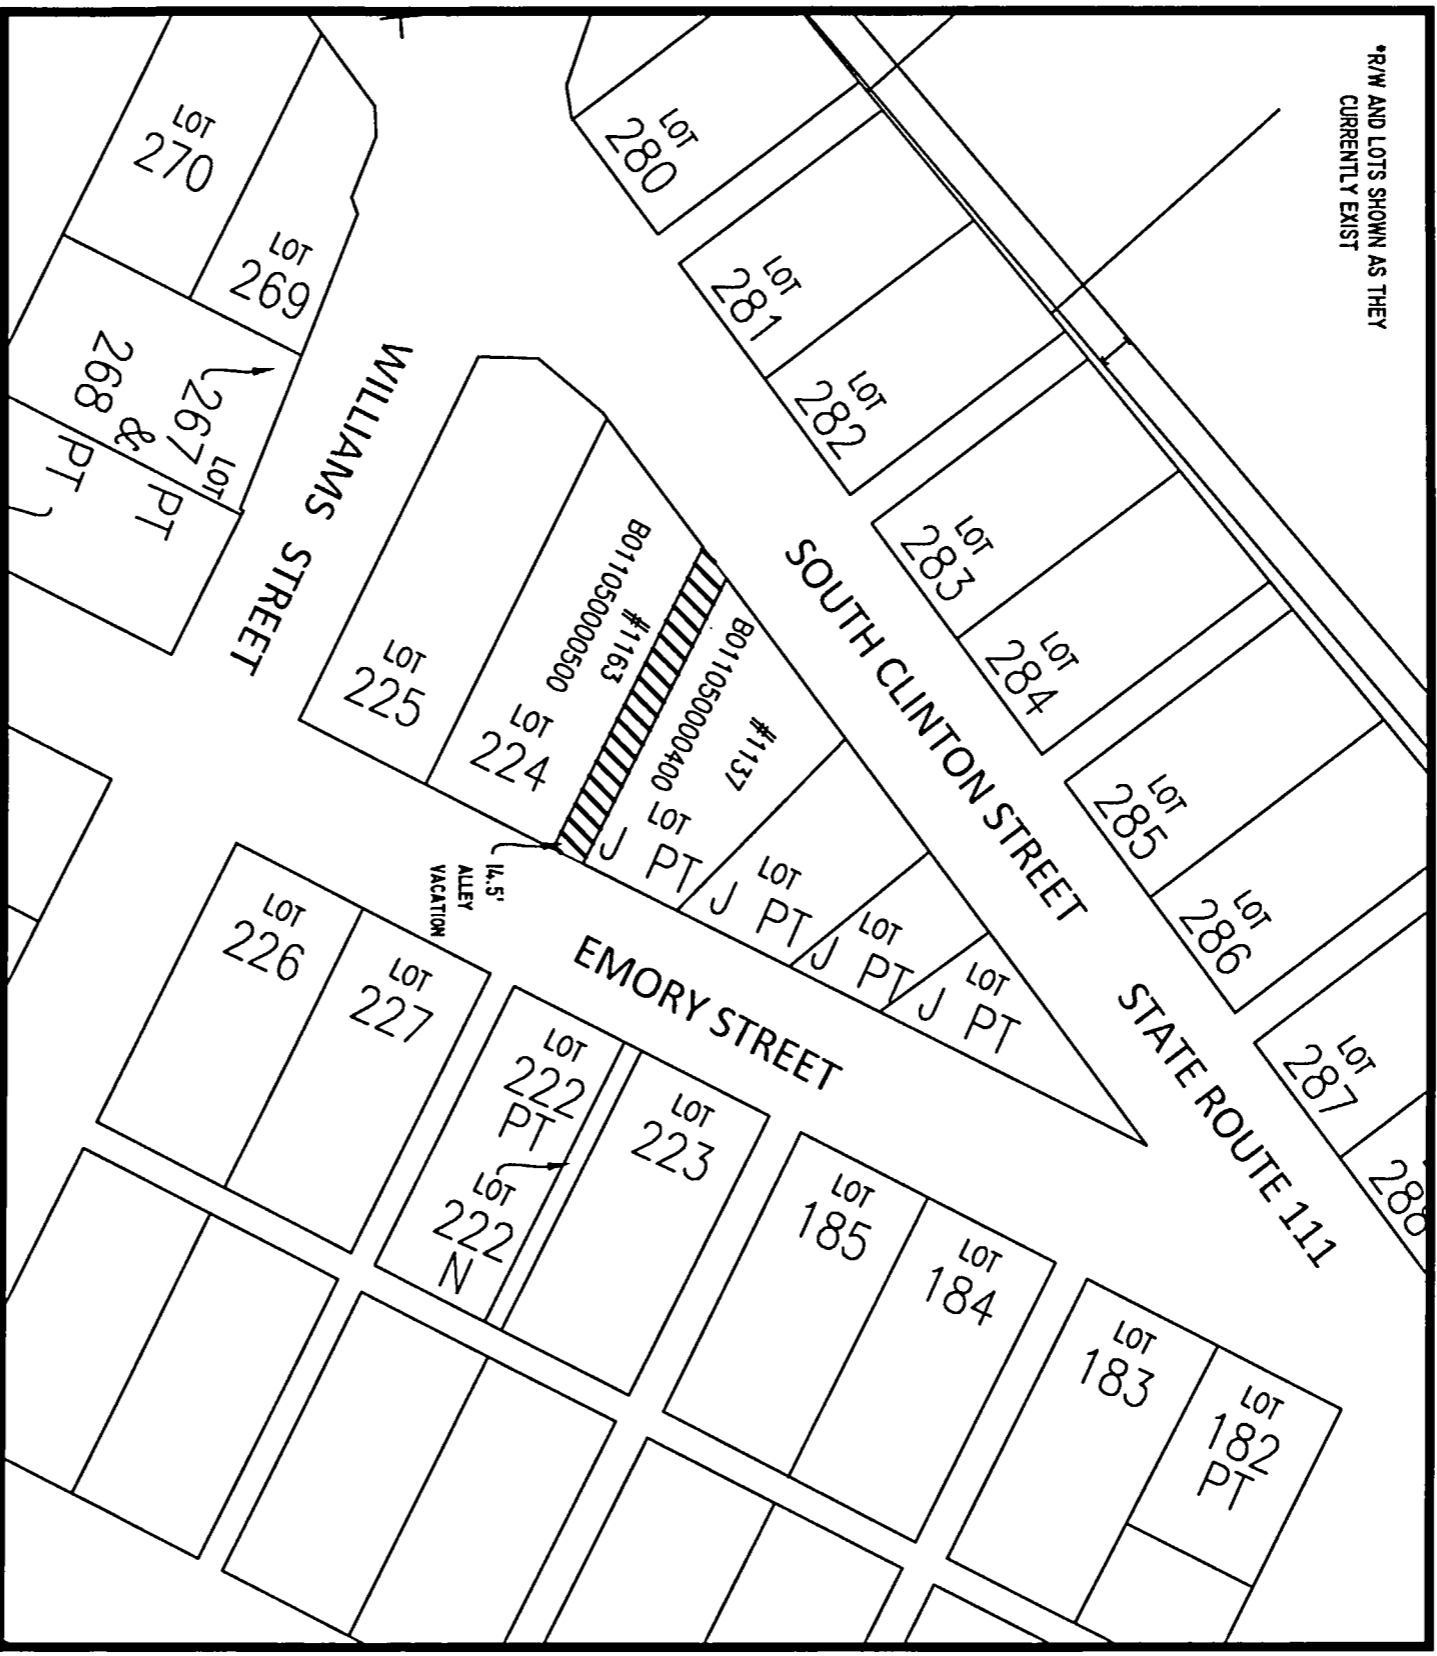 *R/W AND LOTS SHOWN AS THEY
CURRENTLY EXIST
LOT
280
LOT
281
LOT
282
LOT
283
LOT
284
LOT
285
LOT
286
LOT
287
288
LOT
270
LOT
269
LOT
267
PT
268 &
PT
WILLIAMS STREET
SOUTH CLINTON STREET
STATE ROUTE 111
EMORY STREET
LOT
225
LOT
224
#1163
B01105000500
#1137
B01105000400
LOT
J PT
LOT
J PT
LOT
J PT
LOT
J PT
14.5'
ALLEY
VACATION
LOT
226
LOT
227
LOT
222
PT
LOT
222
N
LOT
223
LOT
185
LOT
184
LOT
183
LOT
182
PT